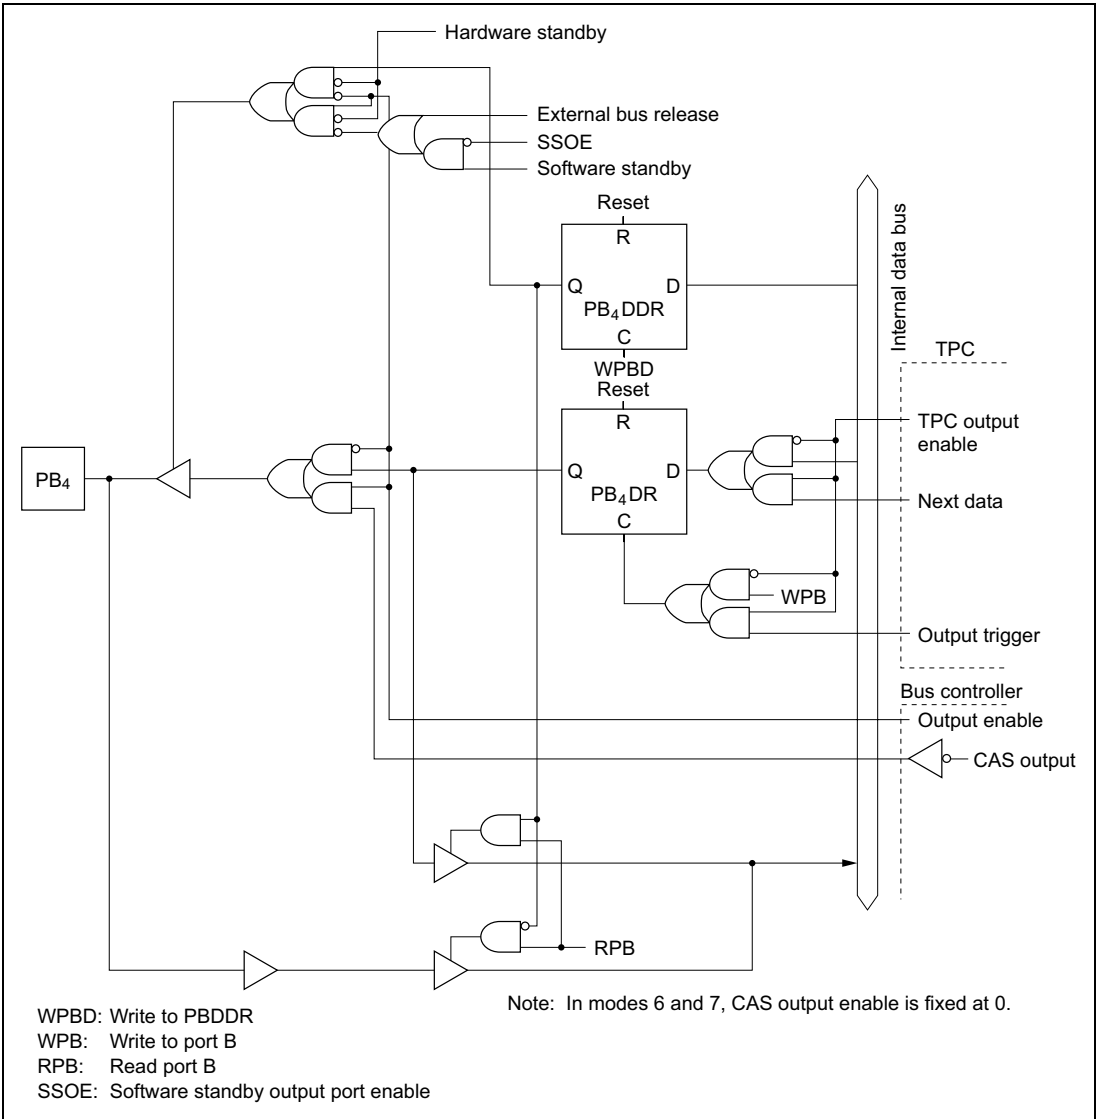 Hardware standby
External bus release
SSOE
Software standby
Reset
R
Q
D
PB4DDR
C
WPBD
Internal data bus
TPC
Reset
R
Q
D
PB4DR
C
TPC output
enable
Next data
PB4
WPB
Output trigger
Bus controller
Output enable
CAS output
RPB
Note: In modes 6 and 7, CAS output enable is fixed at 0.
WPBD: Write to PBDDR
WPB: Write to port B
RPB: Read port B
SSOE: Software standby output port enable